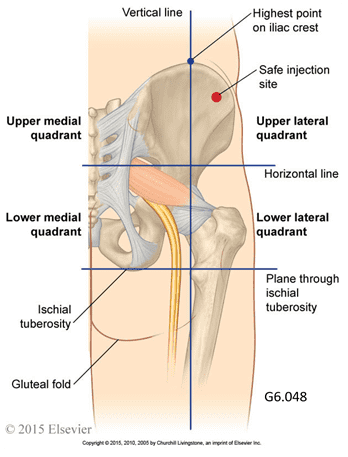 Vertical line
Highest point
on iliac crest
Safe injection
site
Upper medial
quadrant
Upper lateral
quadrant
Horizontal line
Lower medial
quadrant
Lower lateral
quadrant
Plane through
ischial
tuberosity
Ischial
tuberosity
Gluteal fold
G6.048
© 2015 Elsevier
Copyright © 2015, 2010, 2005 by Churchill Livingstone, an imprint of Elsevier Inc.